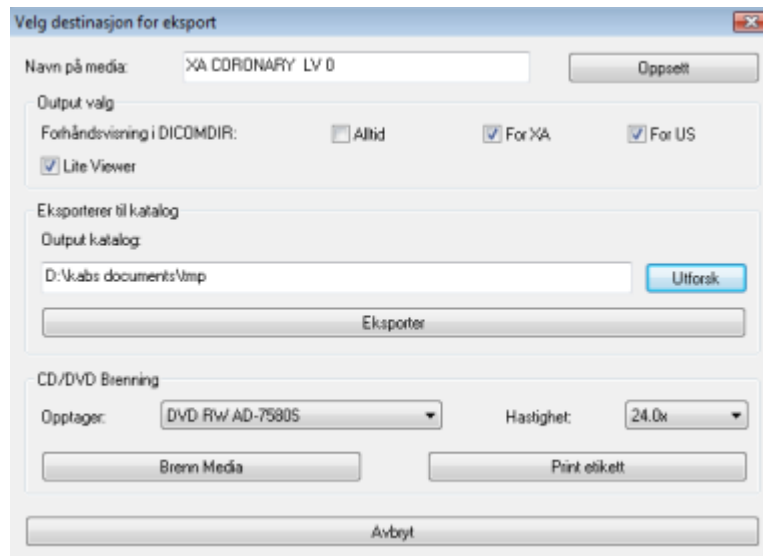 Velg destinasjon for eksport
Navn på media: XA CORONARY LV 0 Oppsett
Output valg
Forhåndsvisning i DICOMDIR: Alltid For XA For US
Lite Viewer
Eksporterer til katalog
Output katalog:
D:\kabs documents\tmp Utforsk
Eksporter
CD/DVD Brenning
Opptager: DVD RW AD-7580S Hastighet: 24.0x
Brenn Media Print etikett
Avbryt